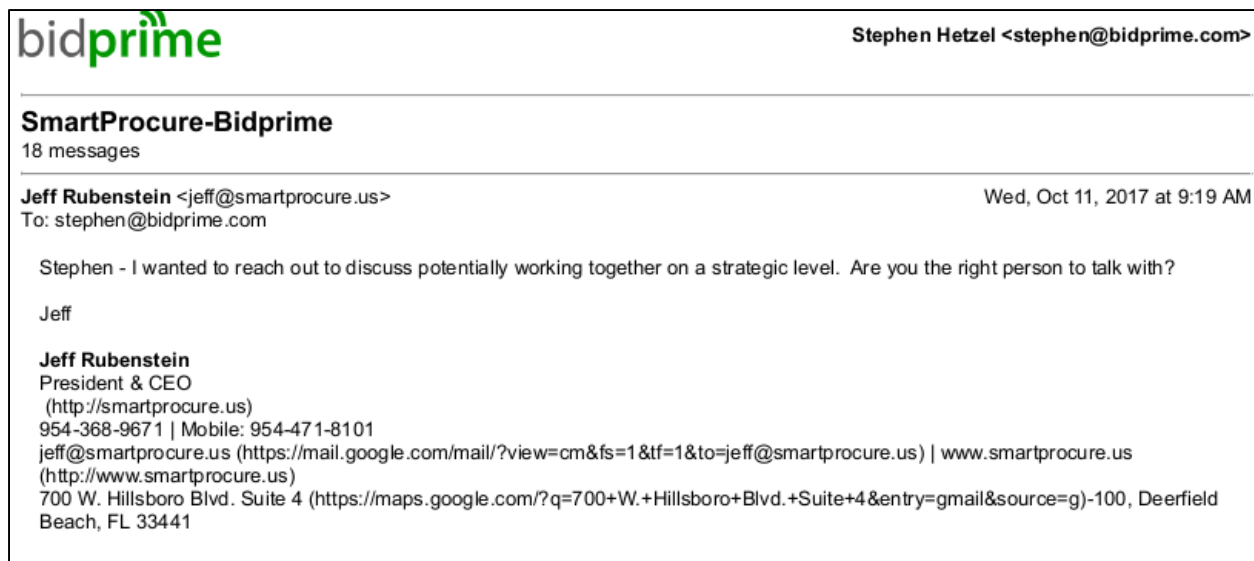 bidprime
Stephen Hetzel <stephen@bidprime.com>
SmartProcure-Bidprime
18 messages
Jeff Rubenstein <jeff@smartprocure.us>
Wed, Oct 11, 2017 at 9:19 AM
To: stephen@bidprime.com
Stephen - I wanted to reach out to discuss potentially working together on a strategic level.  Are you the right person to talk with?
Jeff
Jeff Rubenstein
President & CEO
(http://smartprocure.us)
954-368-9671 | Mobile: 954-471-8101
jeff@smartprocure.us (https://mail.google.com/mail/?view=cm&fs=1&tf=1&to=jeff@smartprocure.us) | www.smartprocure.us
(http://www.smartprocure.us)
700 W. Hillsboro Blvd. Suite 4 (https://maps.google.com/?q=700+W.+Hillsboro+Blvd.+Suite+4&entry=gmail&source=g)-100, Deerfield
Beach, FL 33441